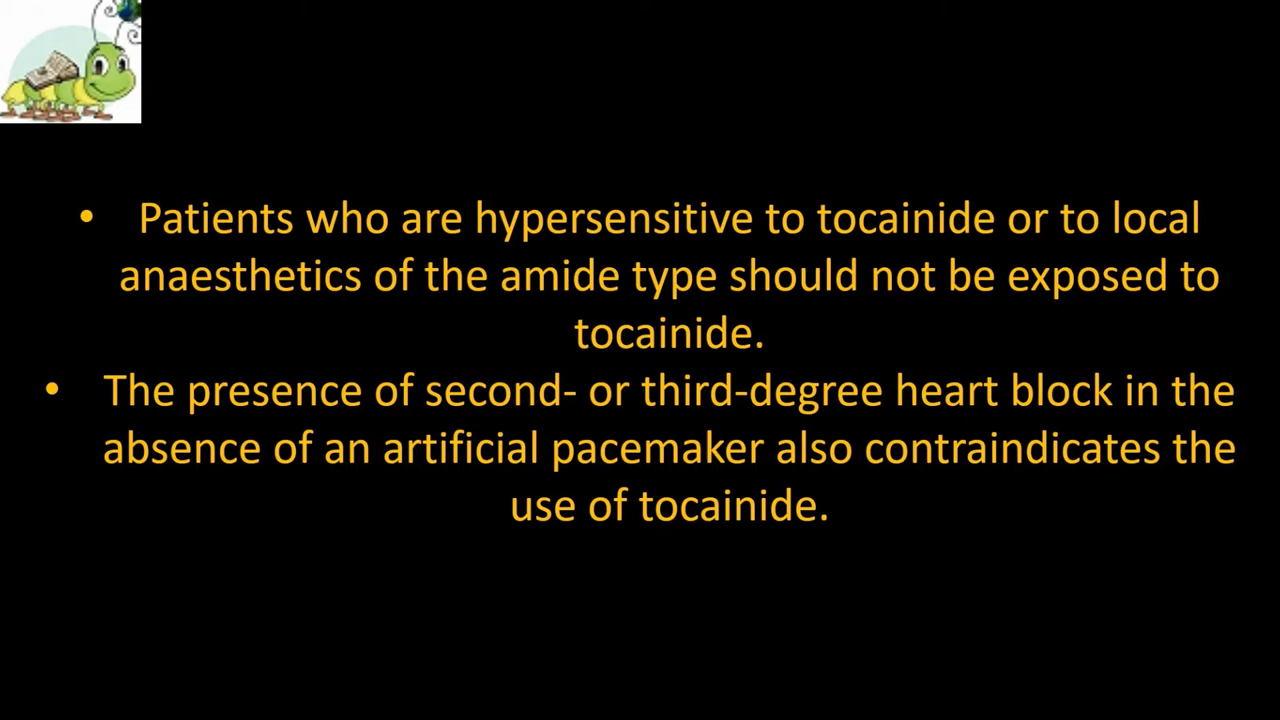 • Patients who are hypersensitive to tocainide or to local
anaesthetics of the amide type should not be exposed to
tocainide.
• The presence of second- or third-degree heart block in the
absence of an artificial pacemaker also contraindicates the
use of tocainide.